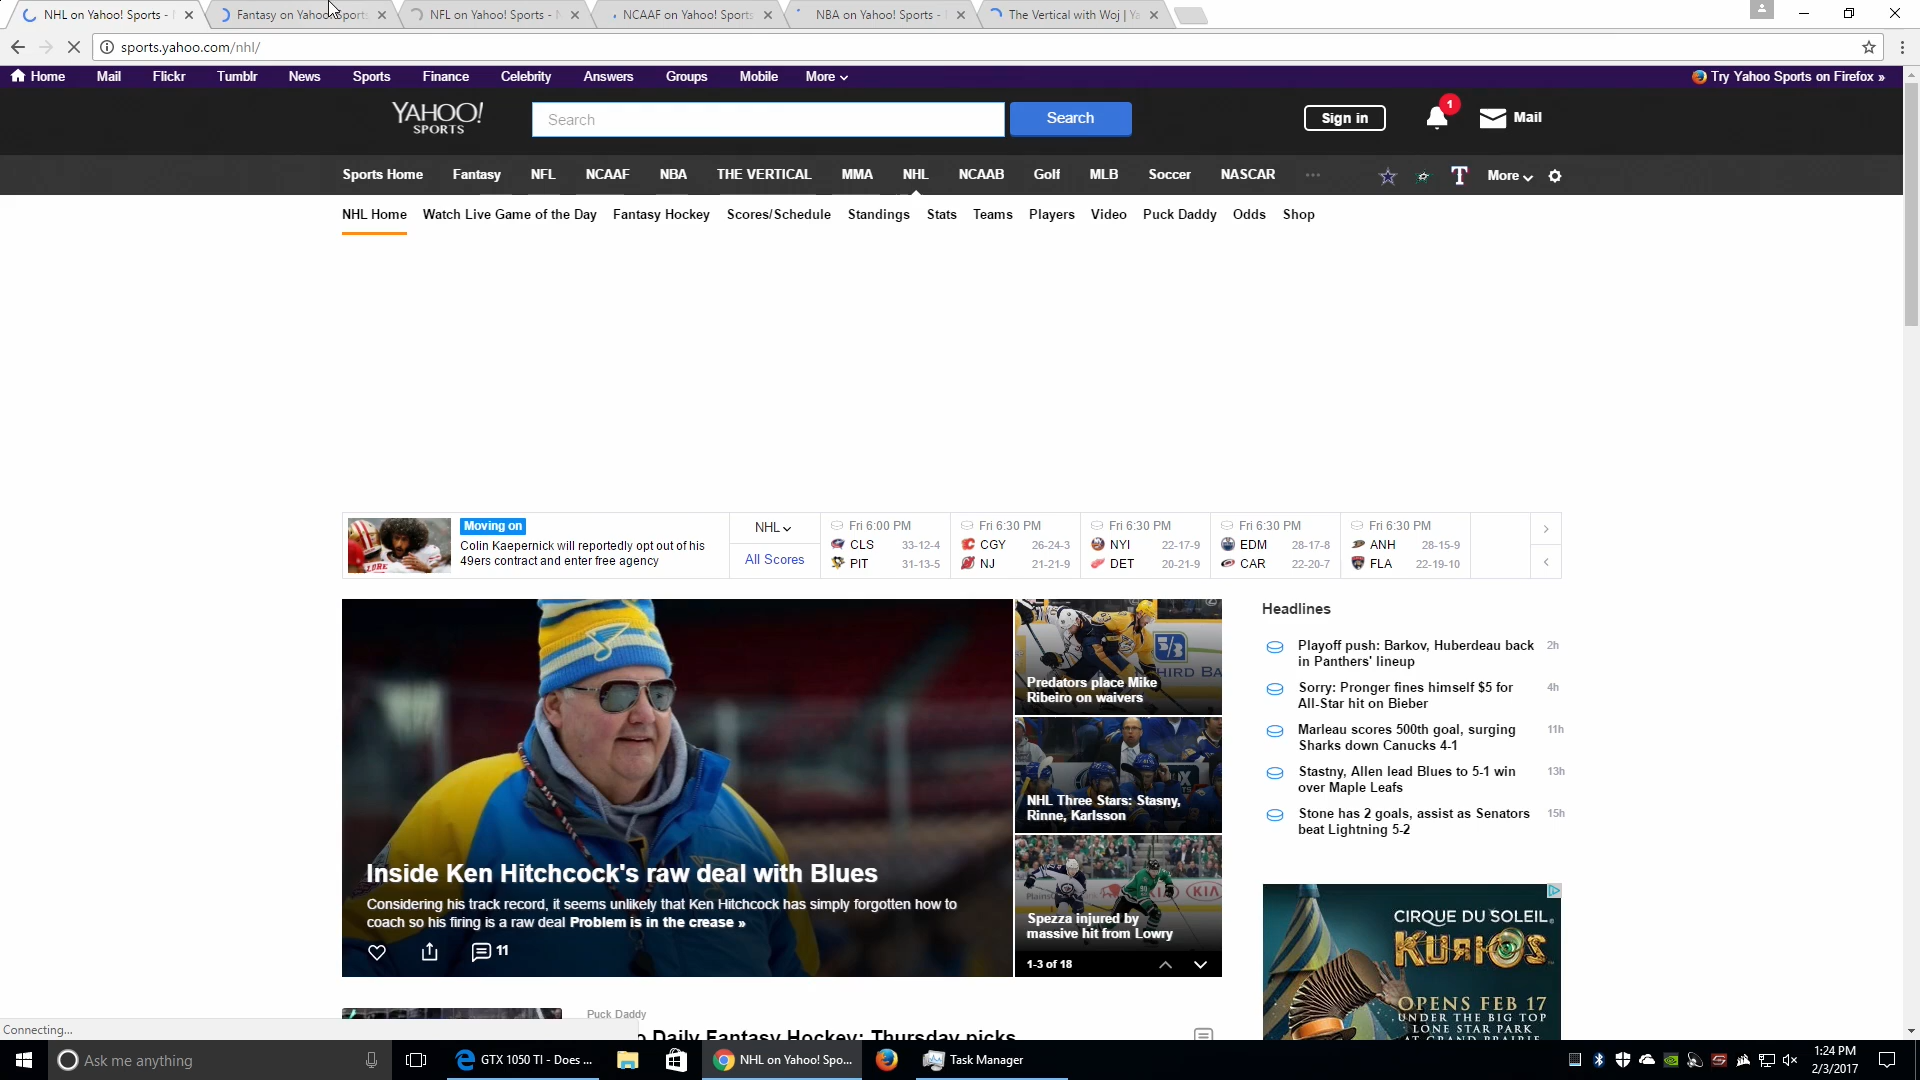 NHL on Yahoo! Sports -
Fantasy on Yahoo! Sports
NFL on Yahoo! Sports -
NCAAF on Yahoo! Sports
NBA on Yahoo! Sports -
The Vertical with Woj | Ya
sports.yahoo.com/nhl/
Home Mail Flickr Tumblr News Sports Finance Celebrity Answers Groups Mobile More
Try Yahoo Sports on Firefox »
YAHOO!
SPORTS
Search
Search
Sign in
1
Mail
Sports Home Fantasy NFL NCAAF NBA THE VERTICAL MMA NHL NCAAB Golf MLB Soccer NASCAR ··· T More
NHL Home Watch Live Game of the Day Fantasy Hockey Scores/Schedule Standings Stats Teams Players Video Puck Daddy Odds Shop
Moving on
Colin Kaepernick will reportedly opt out of his
49ers contract and enter free agency
NHL
All Scores
Fri 6:00 PM
CLS 33-12-4
PIT 31-13-5
Fri 6:30 PM
CGY 26-24-3
NJ 21-21-9
Fri 6:30 PM
NYI 22-17-9
DET 20-21-9
Fri 6:30 PM
EDM 28-17-8
CAR 22-20-7
Fri 6:30 PM
ANH 28-15-9
FLA 22-19-10
Inside Ken Hitchcock's raw deal with Blues
Considering his track record, it seems unlikely that Ken Hitchcock has simply forgotten how to
coach so his firing is a raw deal Problem is in the crease »
11
Predators place Mike
Ribeiro on waivers
NHL Three Stars: Stasny,
Rinne, Karlsson
KIA
Spezza injured by
massive hit from Lowry
1-3 of 18
Headlines
Playoff push: Barkov, Huberdeau back 2h
in Panthers' lineup
Sorry: Pronger fines himself $5 for 4h
All-Star hit on Bieber
Marleau scores 500th goal, surging 11h
Sharks down Canucks 4-1
Stastny, Allen lead Blues to 5-1 win 13h
over Maple Leafs
Stone has 2 goals, assist as Senators 15h
beat Lightning 5-2
CIRQUE DU SOLEIL
KURIOS
OPENS FEB 17
UNDER THE BIG TOP
LONE STAR PARK
AT GRAND PRAIRIE
Puck Daddy
Daily Fantasy Hockey: Thursday picks
Connecting...
Ask me anything
GTX 1050 TI - Does ...
NHL on Yahoo! Spo...
Task Manager
1:24 PM
2/3/2017